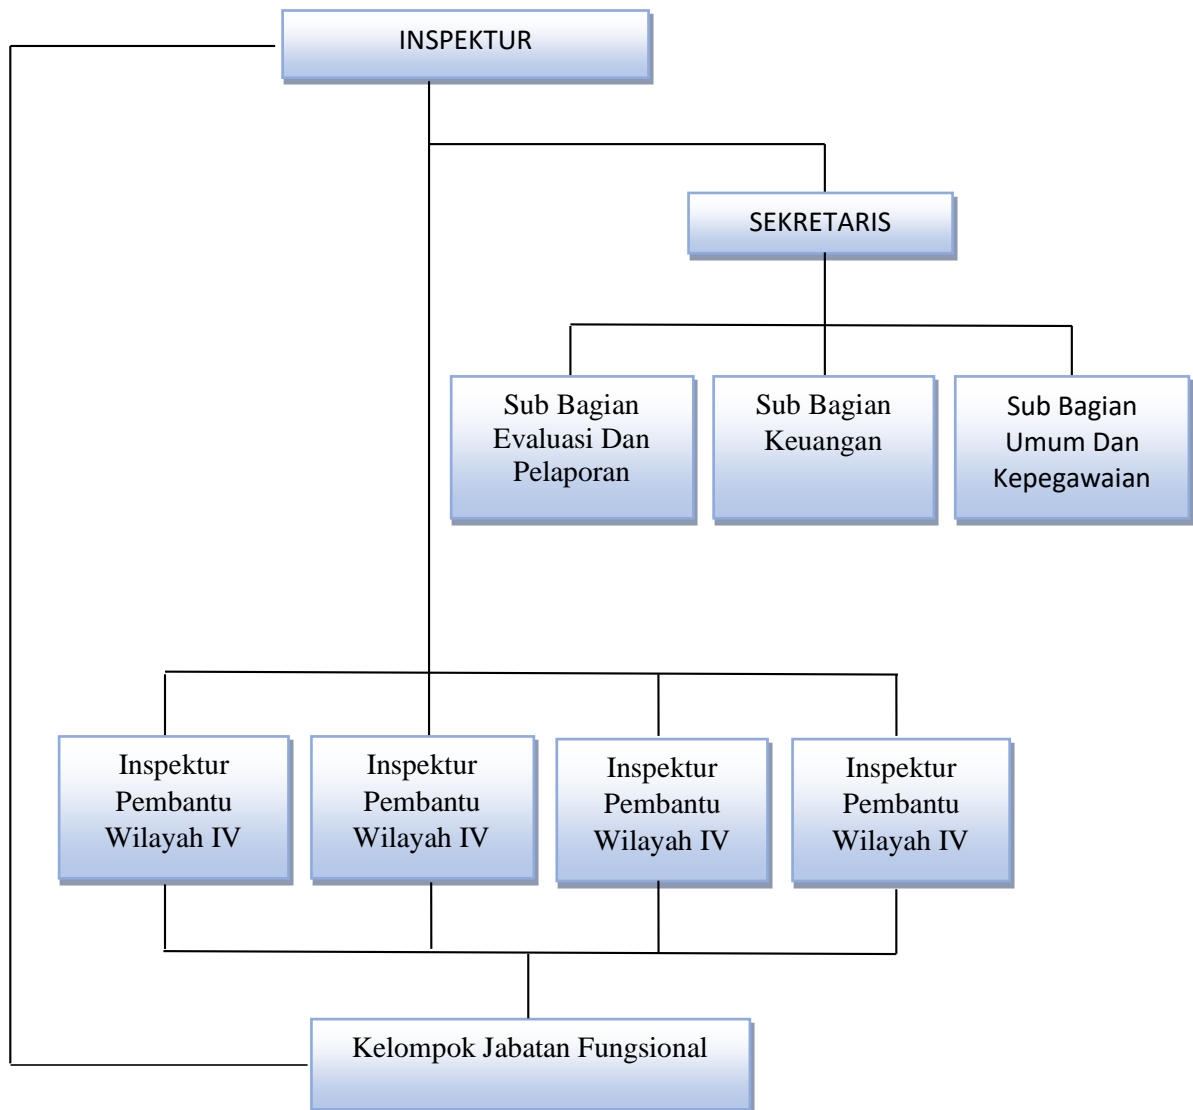 INSPEKTUR
SEKRETARIS
Sub Bagian
Evaluasi Dan
Pelaporan
Sub Bagian
Keuangan
Sub Bagian
Umum Dan
Kepegawaian
Inspektur
Pembantu
Wilayah IV
Inspektur
Pembantu
Wilayah IV
Inspektur
Pembantu
Wilayah IV
Inspektur
Pembantu
Wilayah IV
Kelompok Jabatan Fungsional